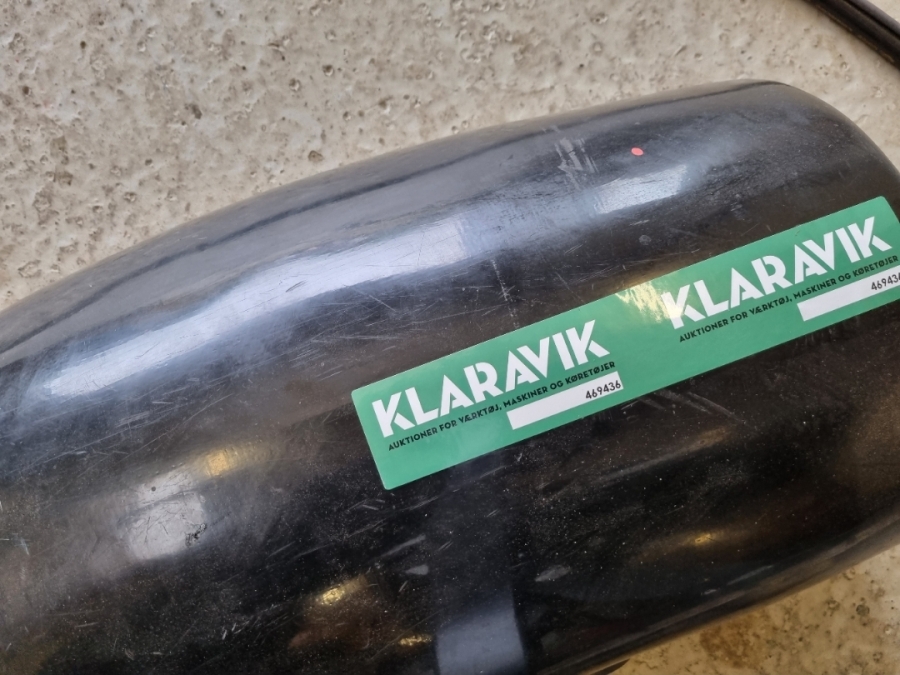 KLARAVIK
AUKTIONER FOR VÆRKTØJ, MASKINER OG KØRETØJER
469436
KLARAVIK
AUKTIONER FOR VÆRKTØJ, MASKINER OG KØRETØJER
469436